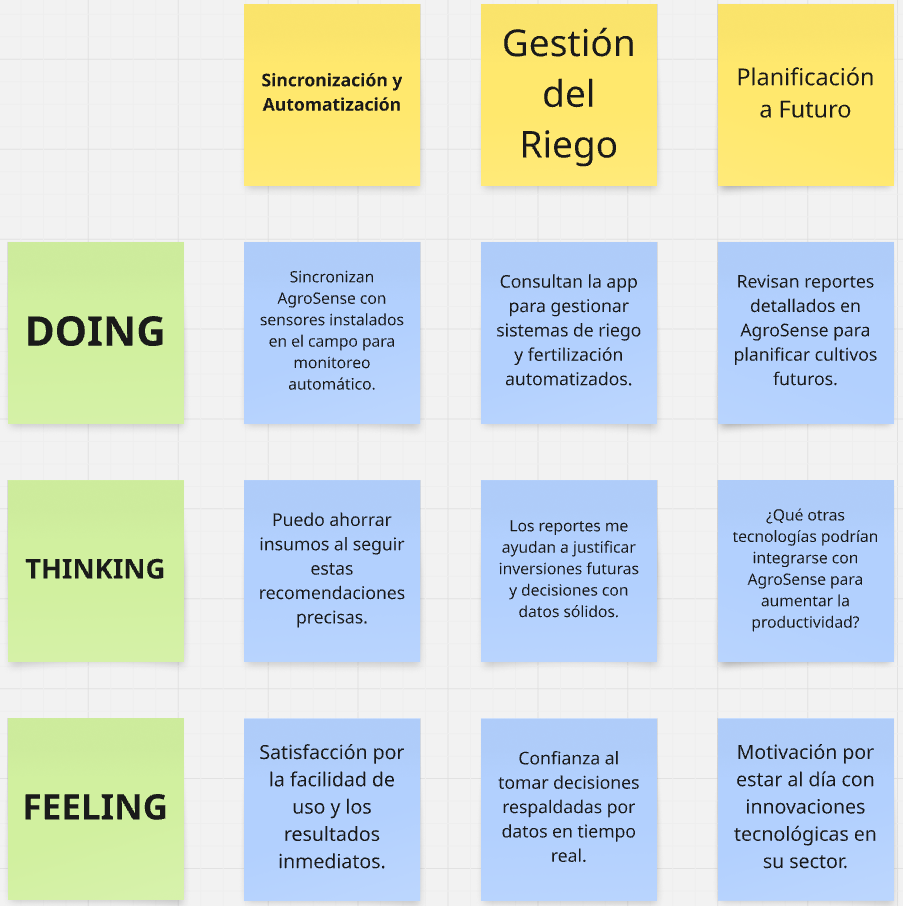 Sincronización y
Automatización
Gestión
del
Riego
Planificación
a Futuro
DOING
Sincronizan
AgroSense con
sensores instalados
en el campo para
monitoreo
automático.
Consultan la app
para gestionar
sistemas de riego
y fertilización
automatizados.
Revisan reportes
detallados en
AgroSense para
planificar cultivos
futuros.
THINKING
Puedo ahorrar
insumos al seguir
estas
recomendaciones
precisas.
Los reportes me
ayudan a justificar
inversiones futuras
y decisiones con
datos sólidos.
¿Qué otras
tecnologías podrían
integrarse con
AgroSense para
aumentar la
productividad?
FEELING
Satisfacción por
la facilidad de
uso y los
resultados
inmediatos.
Confianza al
tomar decisiones
respaldadas por
datos en tiempo
real.
Motivación por
estar al día con
innovaciones
tecnológicas en
su sector.